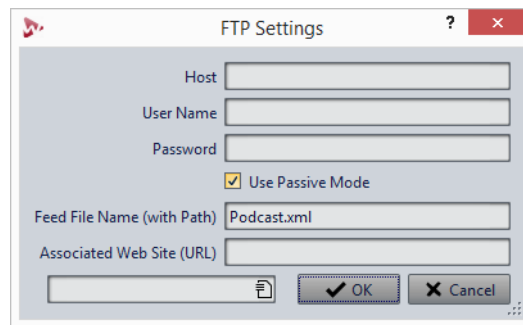 FTP Settings
?
Host
User Name
Password
Use Passive Mode
Feed File Name (with Path) Podcast.xml
Associated Web Site (URL)
OK Cancel